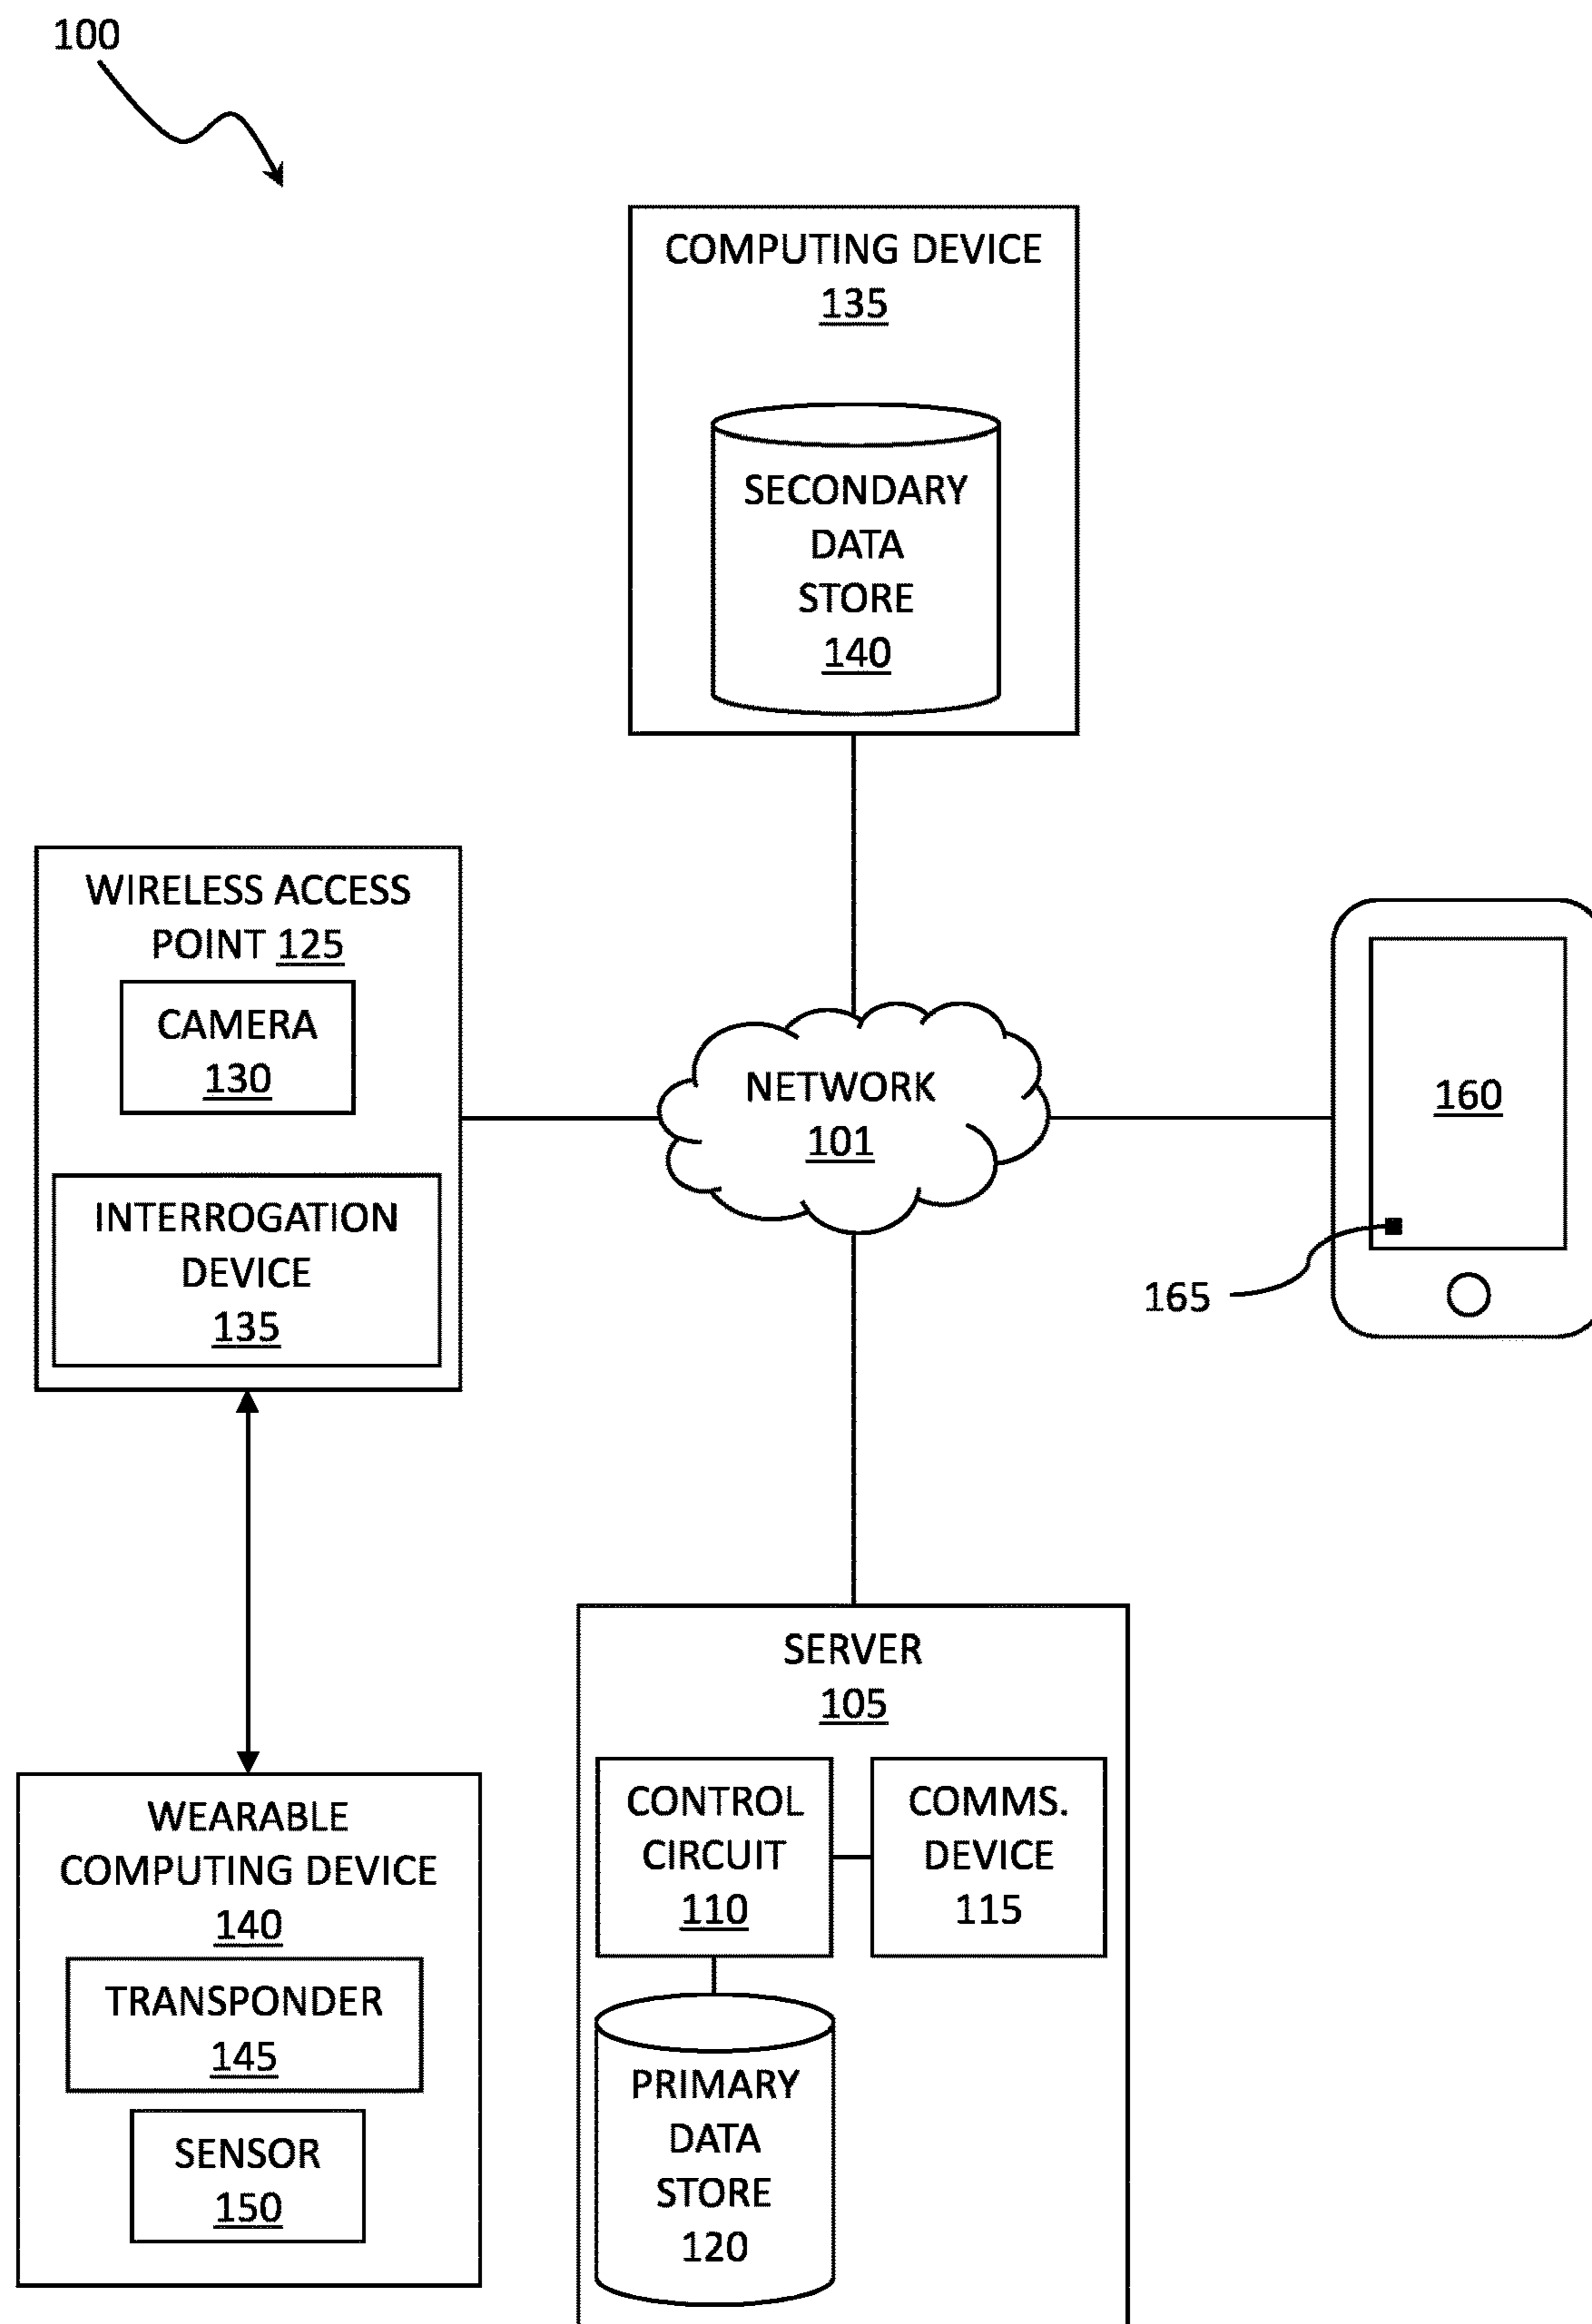 100
COMPUTING DEVICE
135
SECONDARY
DATA
STORE
140
WIRELESS ACCESS
POINT 125
CAMERA
130
INTERROGATION
DEVICE
135
NETWORK
101
160
165
SERVER
105
CONTROL
CIRCUIT
110
COMMS.
DEVICE
115
PRIMARY
DATA
STORE
120
WEARABLE
COMPUTING DEVICE
140
TRANSPONDER
145
SENSOR
150